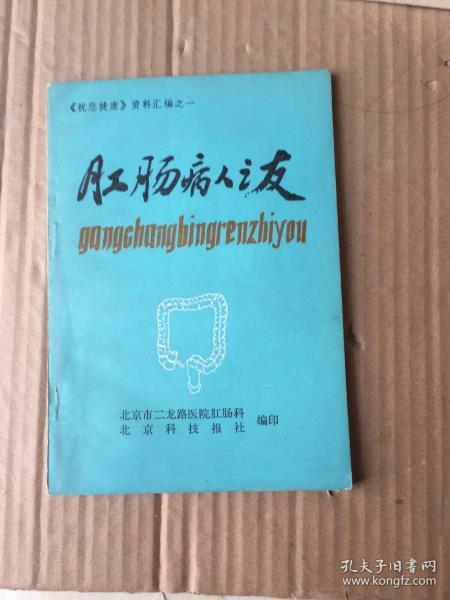 《祝您健康》资料汇编之一
肛肠病人之友
gangchangbingrenzhiyou
北京市二龙路医院肛肠科
北京科技报社
编印
孔夫子旧书网
www.kongfz.com